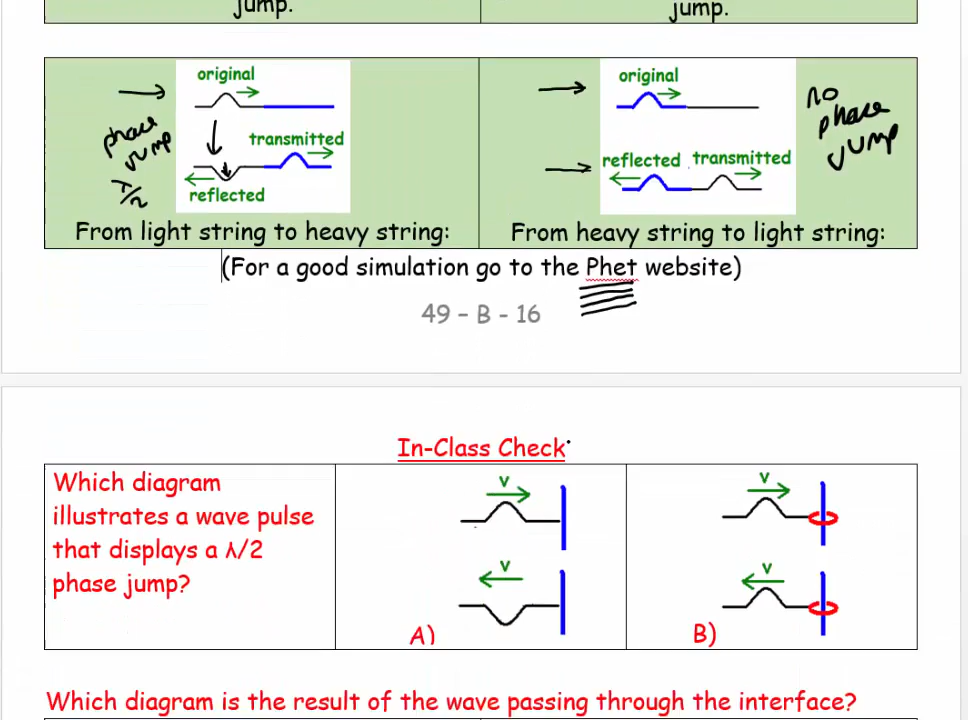 jump.
jump.
original
transmitted
reflected
phase
jump
λ/2
From light string to heavy string:
original
reflected transmitted
no
phase
jump
From heavy string to light string:
(For a good simulation go to the Phet website)
49 – B - 16
In-Class Check
Which diagram
illustrates a wave pulse
that displays a λ/2
phase jump?
v
v
A)
v
v
B)
Which diagram is the result of the wave passing through the interface?